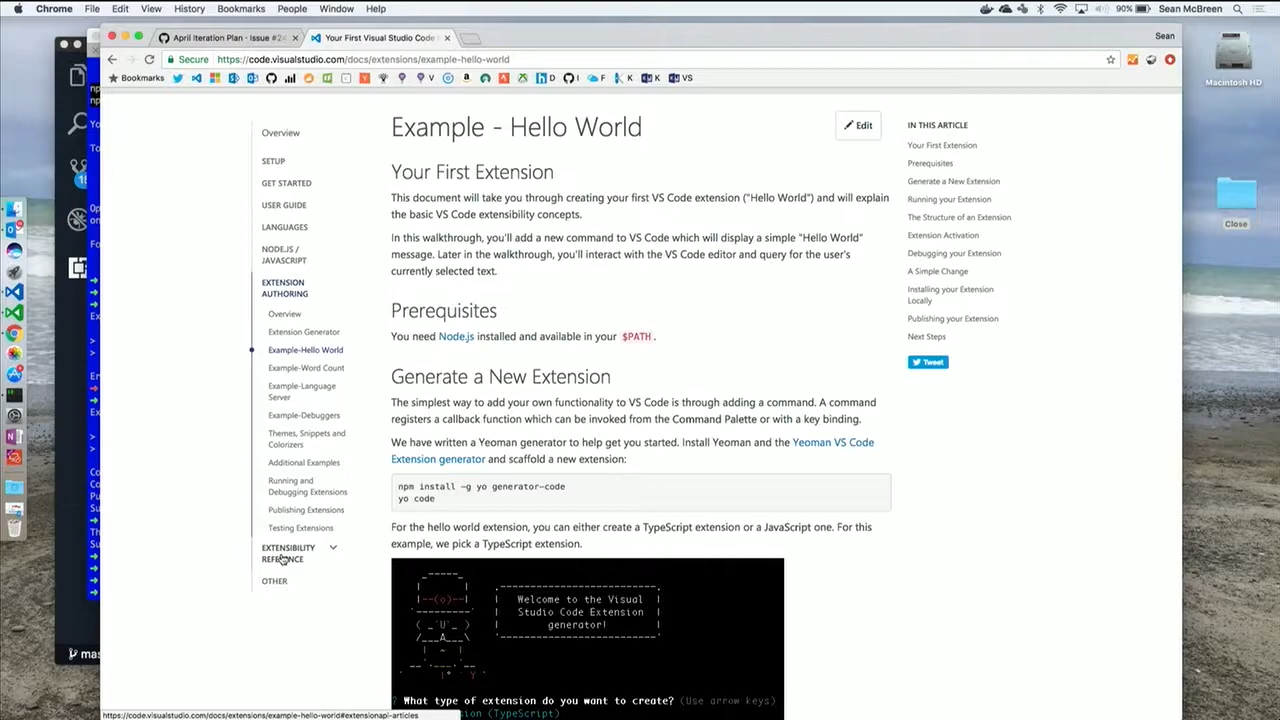 Chrome File Edit View History Bookmarks People Window Help
90% Sean McBreen
April Iteration Plan - Issue #2
Your First Visual Studio Code
Sean
Secure https://code.visualstudio.com/docs/extensions/example-hello-world
Bookmarks V D I F K K VS
Macintosh HD
Close
Overview
SETUP
GET STARTED
USER GUIDE
LANGUAGES
NODE.JS /
JAVASCRIPT
EXTENSION
AUTHORING
Overview
Extension Generator
Example-Hello World
Example-Word Count
Example-Language
Server
Example-Debuggers
Themes, Snippets and
Colorizers
Additional Examples
Running and
Debugging Extensions
Publishing Extensions
Testing Extensions
EXTENSIBILITY
REFERENCE
OTHER
Example - Hello World
Edit
Your First Extension
This document will take you through creating your first VS Code extension ("Hello World") and will explain
the basic VS Code extensibility concepts.
In this walkthrough, you'll add a new command to VS Code which will display a simple "Hello World"
message. Later in the walkthrough, you'll interact with the VS Code editor and query for the user's
currently selected text.
Prerequisites
You need Node.js installed and available in your $PATH.
Generate a New Extension
The simplest way to add your own functionality to VS Code is through adding a command. A command
registers a callback function which can be invoked from the Command Palette or with a key binding.
We have written a Yeoman generator to help get you started. Install Yeoman and the Yeoman VS Code
Extension generator and scaffold a new extension:
npm install -g yo generator-code
yo code
For the hello world extension, you can either create a TypeScript extension or a JavaScript one. For this
example, we pick a TypeScript extension.
Welcome to the Visual
Studio Code Extension
generator!
? What type of extension do you want to create? (Use arrow keys)
sion (TypeScript)
IN THIS ARTICLE
Your First Extension
Prerequisites
Generate a New Extension
Running your Extension
The Structure of an Extension
Extension Activation
Debugging your Extension
A Simple Change
Installing your Extension
Locally
Publishing your Extension
Next Steps
Tweet
mas
https://code.visualstudio.com/docs/extensions/example-hello-world#extensionapi-articles